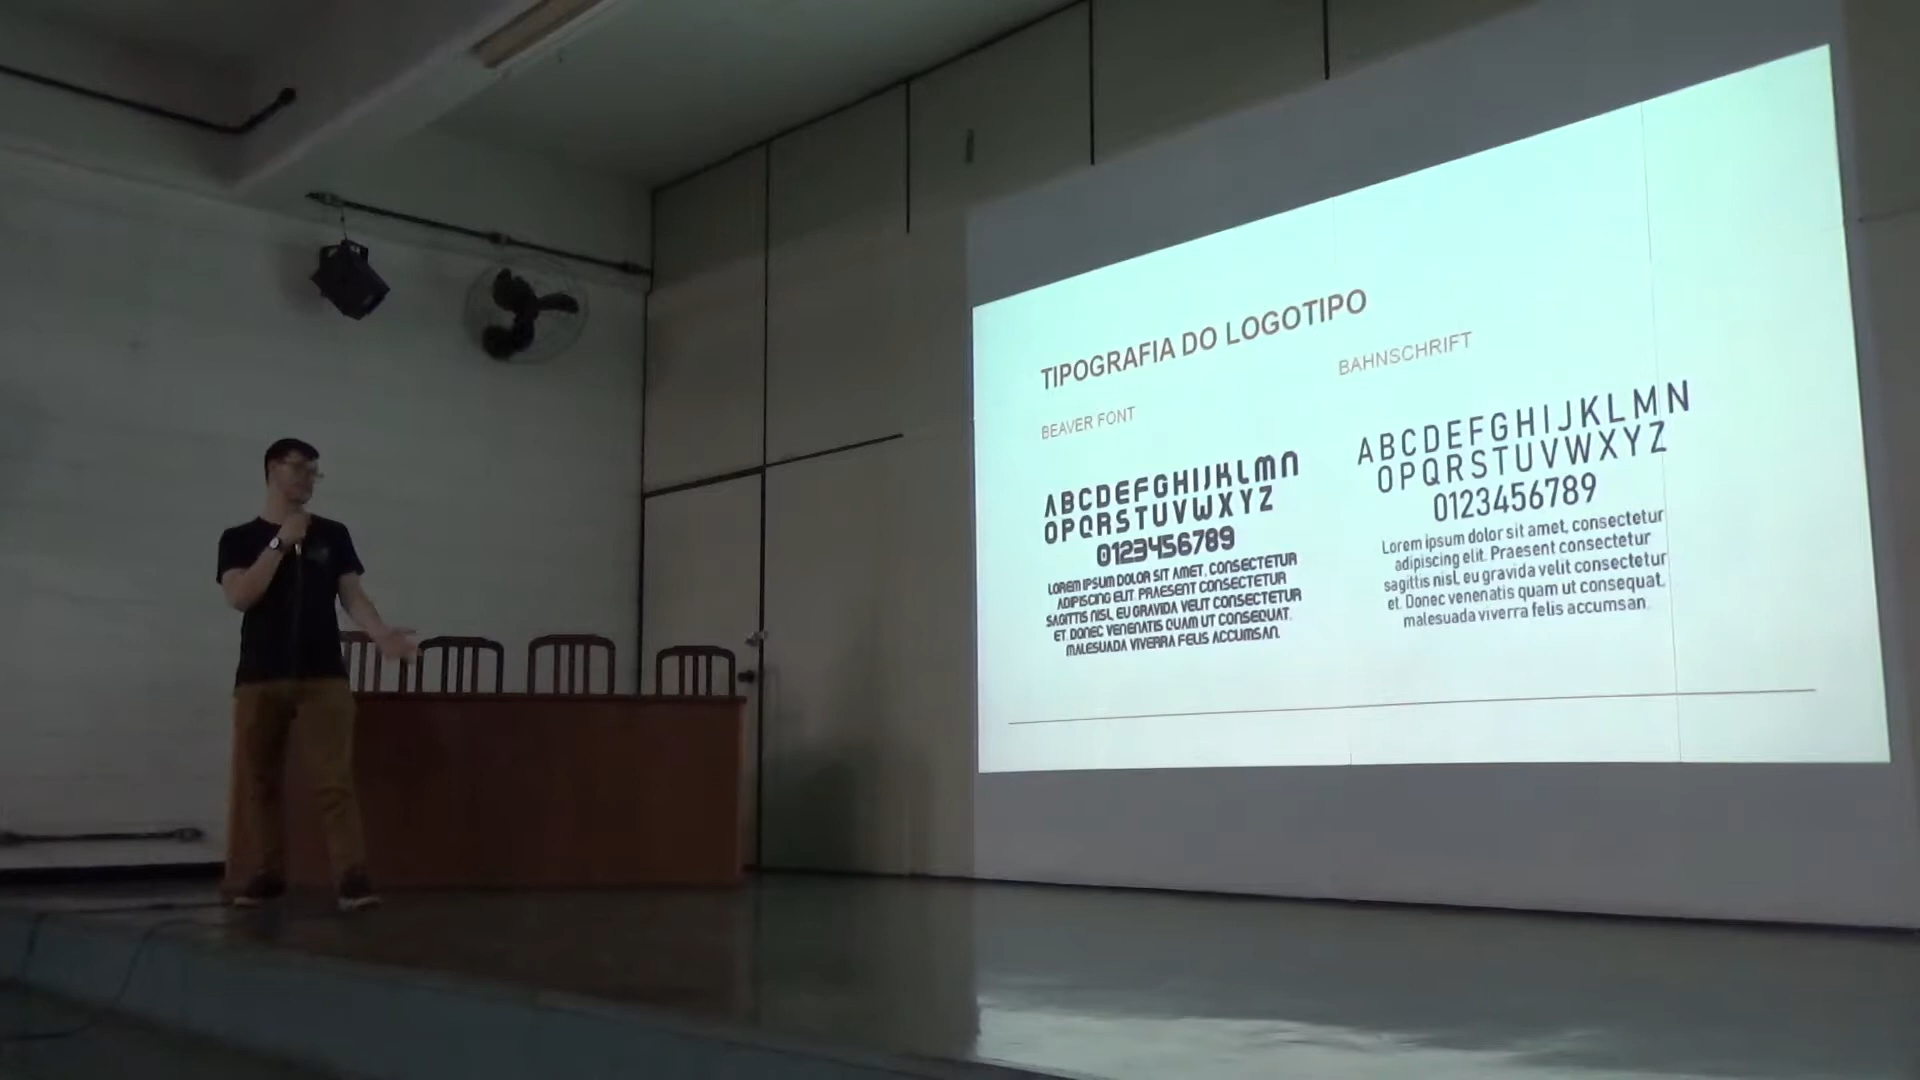 TIPOGRAFIA DO LOGOTIPO
BEAVER FONT
ABCDEFGHIJKLMN
OPQRSTUVWXYZ
0123456789
LOREM IPSUM DOLOR SIT AMET, CONSECTETUR
ADIPISCING ELIT. PRAESENT CONSECTETUR
SAGITTIS NISL, EU GRAVIDA VELIT CONSECTETUR
ET. DONEC VENENATIS QUAM UT CONSEQUAT,
MALESUADA VIVERRA FELIS ACCUMSAN.
BAHNSCHRIFT
ABCDEFGHIJKLMN
OPQRSTUVWXYZ
0123456789
Lorem ipsum dolor sit amet, consectetur
adipiscing elit. Praesent consectetur
sagittis nisl, eu gravida velit consectetur
et. Donec venenatis quam ut consequat,
malesuada viverra felis accumsan.